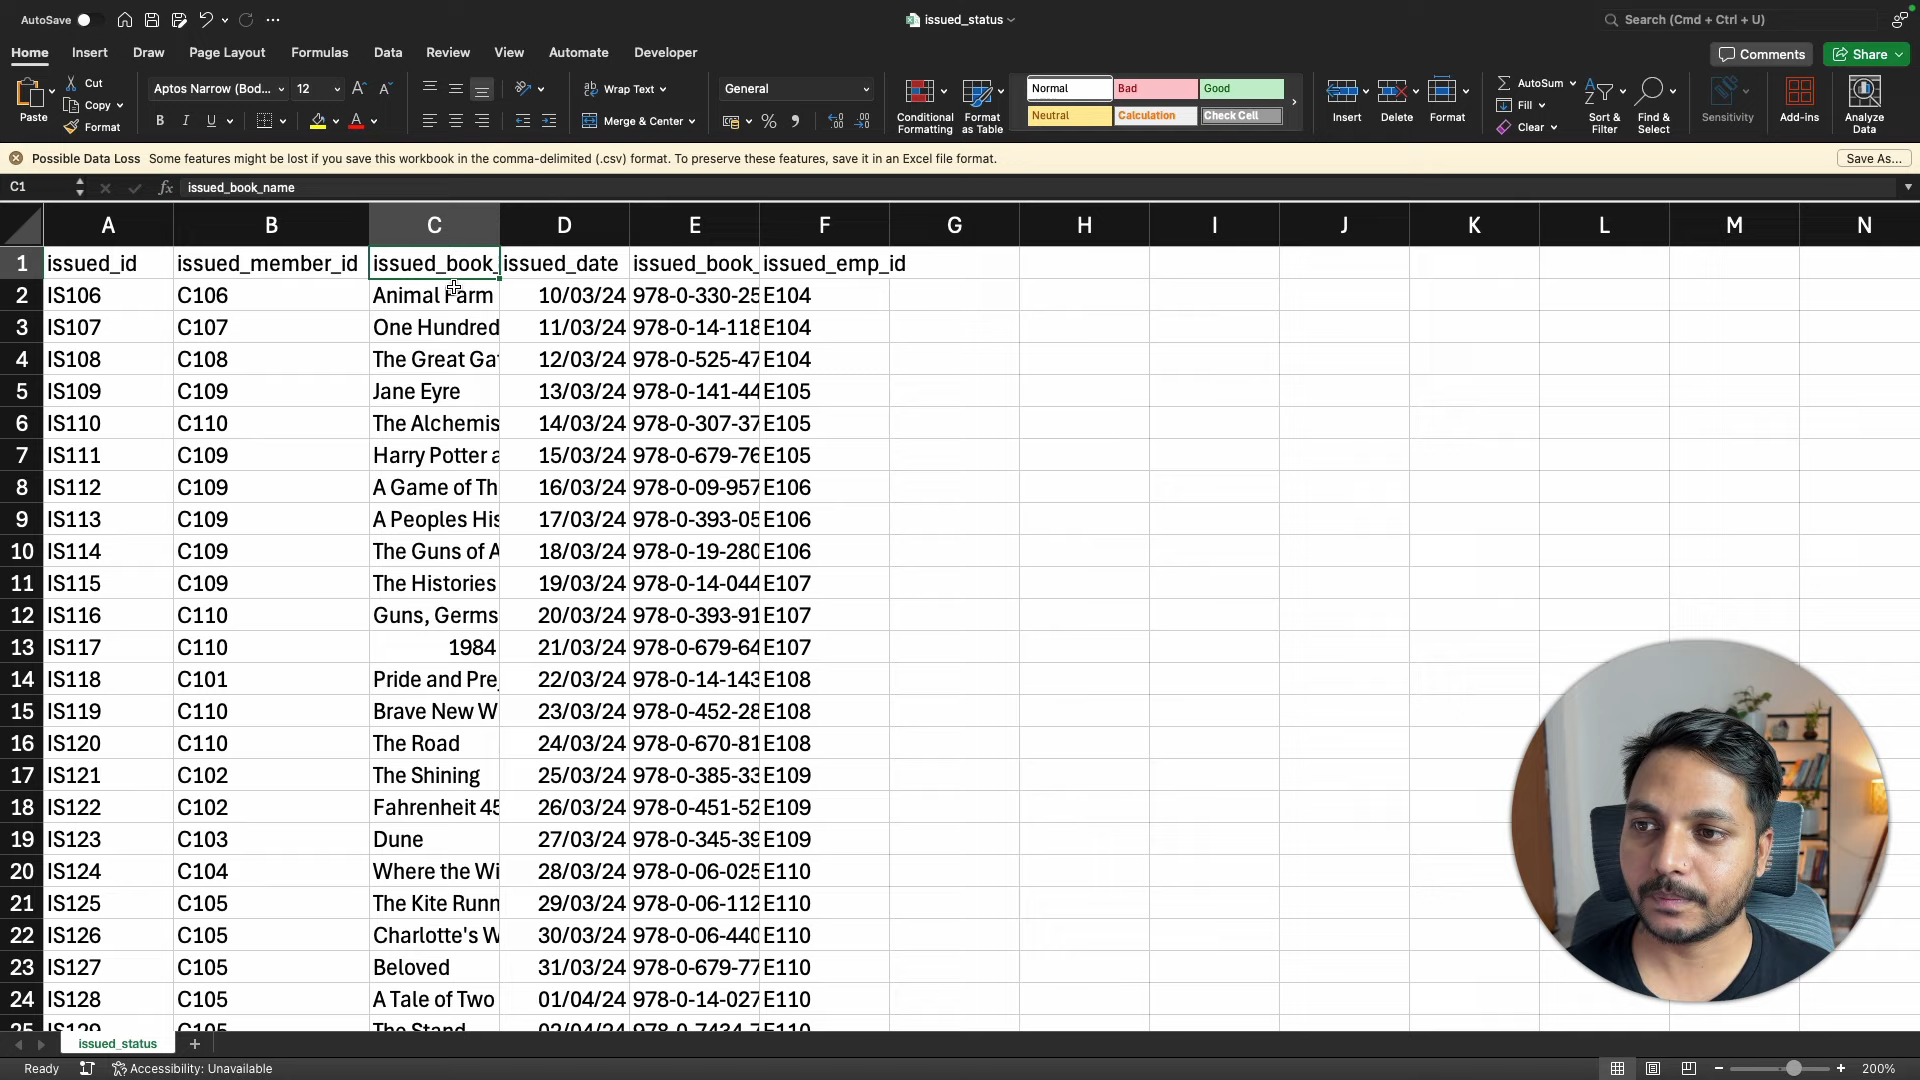 AutoSave
issued_status
Search (Cmd + Ctrl + U)
Home Insert Draw Page Layout Formulas Data Review View Automate Developer
Comments Share
Paste
Cut
Copy
Format
Aptos Narrow (Bod... 12
B I U
Wrap Text
Merge & Center
General
Conditional Formatting
Format as Table
Normal Bad Good
Neutral Calculation Check Cell
Insert Delete Format
AutoSum
Fill
Clear
Sort & Filter
Find & Select
Sensitivity
Add-ins
Analyze Data
Possible Data Loss Some features might be lost if you save this workbook in the comma-delimited (.csv) format. To preserve these features, save it in an Excel file format. Save As...
C1 fx issued_book_name
A B C D E F G H I J K L M N
1 issued_id issued_member_id issued_book_ issued_date issued_book_ issued_emp_id
2 IS106 C106 Animal Farm 10/03/24 978-0-330-25 E104
3 IS107 C107 One Hundred 11/03/24 978-0-14-118 E104
4 IS108 C108 The Great Gat 12/03/24 978-0-525-47 E104
5 IS109 C109 Jane Eyre 13/03/24 978-0-141-44 E105
6 IS110 C110 The Alchemis 14/03/24 978-0-307-37 E105
7 IS111 C109 Harry Potter a 15/03/24 978-0-679-76 E105
8 IS112 C109 A Game of Th 16/03/24 978-0-09-957 E106
9 IS113 C109 A Peoples His 17/03/24 978-0-393-05 E106
10 IS114 C109 The Guns of A 18/03/24 978-0-19-280 E106
11 IS115 C109 The Histories 19/03/24 978-0-14-044 E107
12 IS116 C110 Guns, Germs 20/03/24 978-0-393-91 E107
13 IS117 C110 1984 21/03/24 978-0-679-64 E107
14 IS118 C101 Pride and Prej 22/03/24 978-0-14-143 E108
15 IS119 C110 Brave New W 23/03/24 978-0-452-28 E108
16 IS120 C110 The Road 24/03/24 978-0-670-81 E108
17 IS121 C102 The Shining 25/03/24 978-0-385-33 E109
18 IS122 C102 Fahrenheit 45 26/03/24 978-0-451-52 E109
19 IS123 C103 Dune 27/03/24 978-0-345-39 E109
20 IS124 C104 Where the Wi 28/03/24 978-0-06-025 E110
21 IS125 C105 The Kite Runn 29/03/24 978-0-06-112 E110
22 IS126 C105 Charlotte's W 30/03/24 978-0-06-440 E110
23 IS127 C105 Beloved 31/03/24 978-0-679-77 E110
24 IS128 C105 A Tale of Two 01/04/24 978-0-14-027 E110
25 IS129 C105 The Stand 02/04/24 978-0-7434-7 E110
issued_status
Ready Accessibility: Unavailable 200%